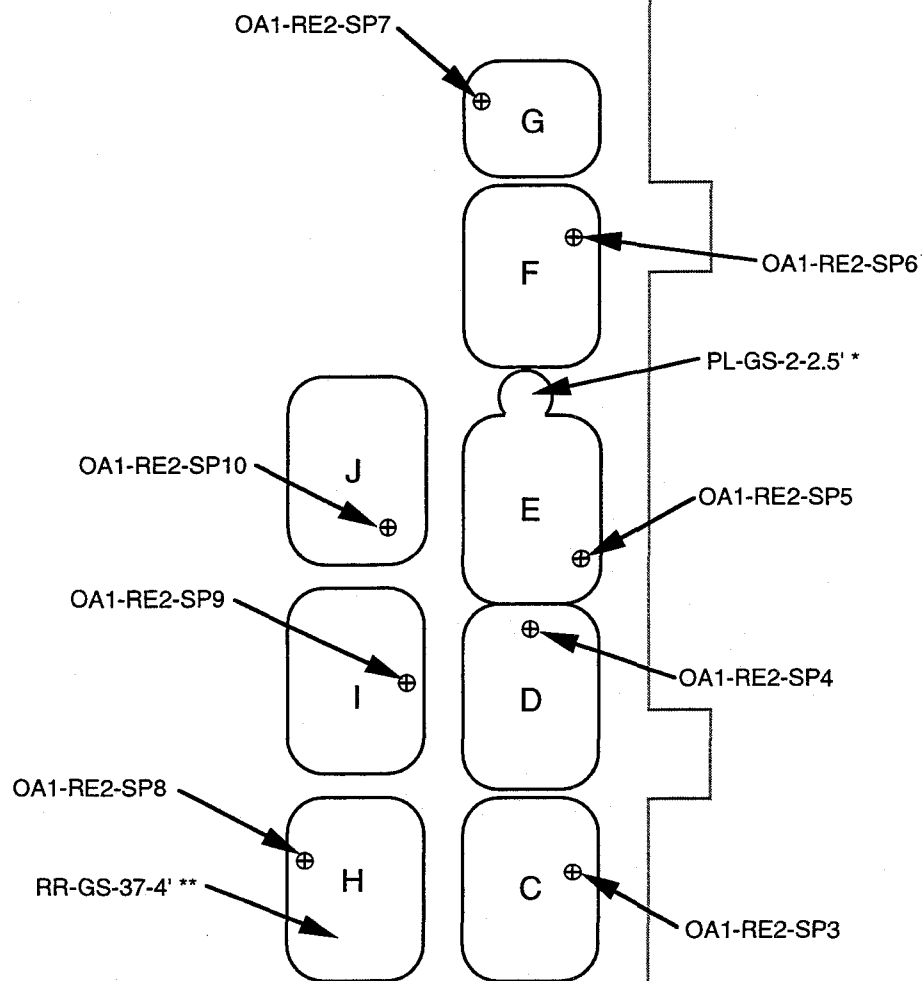 OA1-RE2-SP7
G
F
OA1-RE2-SP6
PL-GS-2-2.5' *
J
OA1-RE2-SP10
E
OA1-RE2-SP5
OA1-RE2-SP9
I
D
OA1-RE2-SP4
OA1-RE2-SP8
H
RR-GS-37-4' **
C
OA1-RE2-SP3